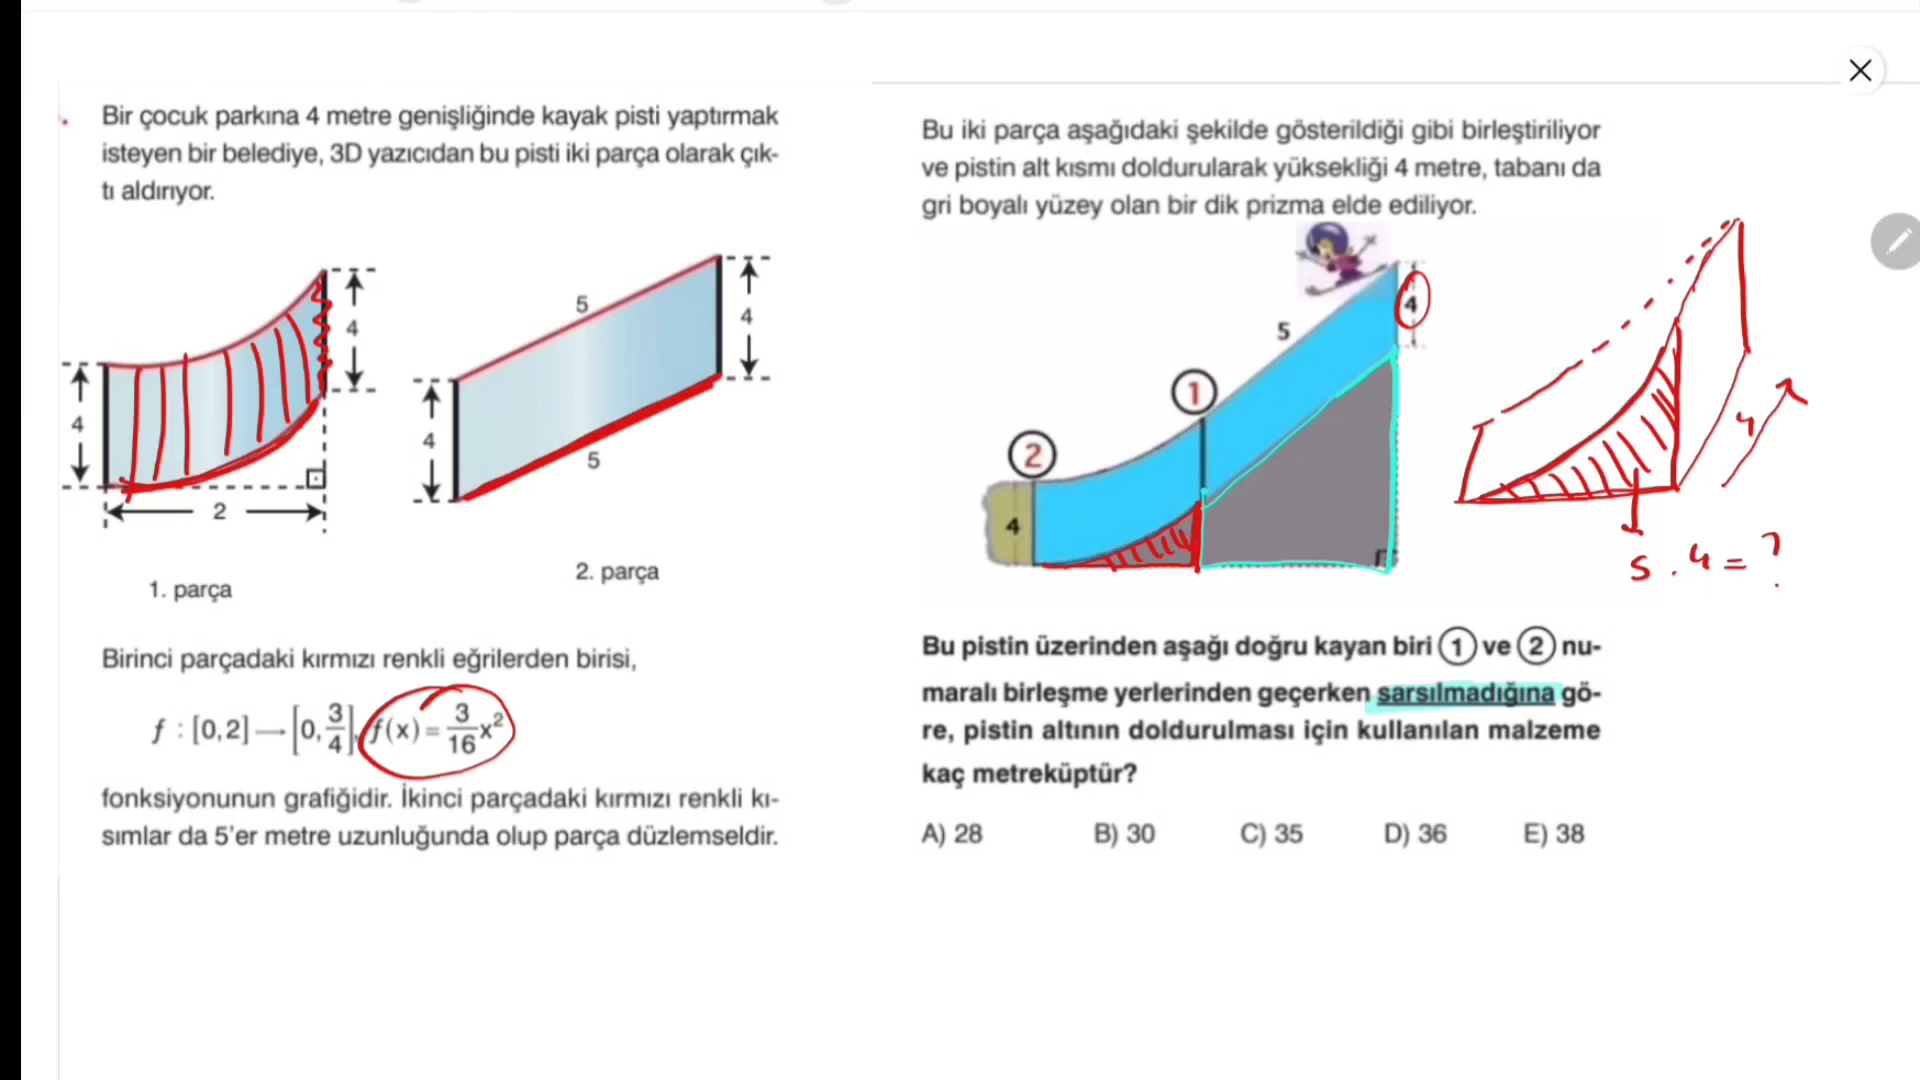 Bir çocuk parkına 4 metre genişliğinde kayak pisti yaptırmak
isteyen bir belediye, 3D yazıcıdan bu pisti iki parça olarak çık-
tı aldırıyor.
4
4
2
1. parça
5
4
4
5
2. parça
Birinci parçadaki kırmızı renkli eğrilerden birisi,
f : [0,2] — [0, 3/4], f(x) = 3/16 x²
fonksiyonunun grafiğidir. İkinci parçadaki kırmızı renkli kı-
sımlar da 5'er metre uzunluğunda olup parça düzlemseldir.
Bu iki parça aşağıdaki şekilde gösterildiği gibi birleştiriliyor
ve pistin alt kısmı doldurularak yüksekliği 4 metre, tabanı da
gri boyalı yüzey olan bir dik prizma elde ediliyor.
4
5
1
2
4
4
S . 4 = ?
Bu pistin üzerinden aşağı doğru kayan biri 1 ve 2 nu-
maralı birleşme yerlerinden geçerken sarsılmadığına gö-
re, pistin altının doldurulması için kullanılan malzeme
kaç metreküptür?
A) 28 B) 30 C) 35 D) 36 E) 38